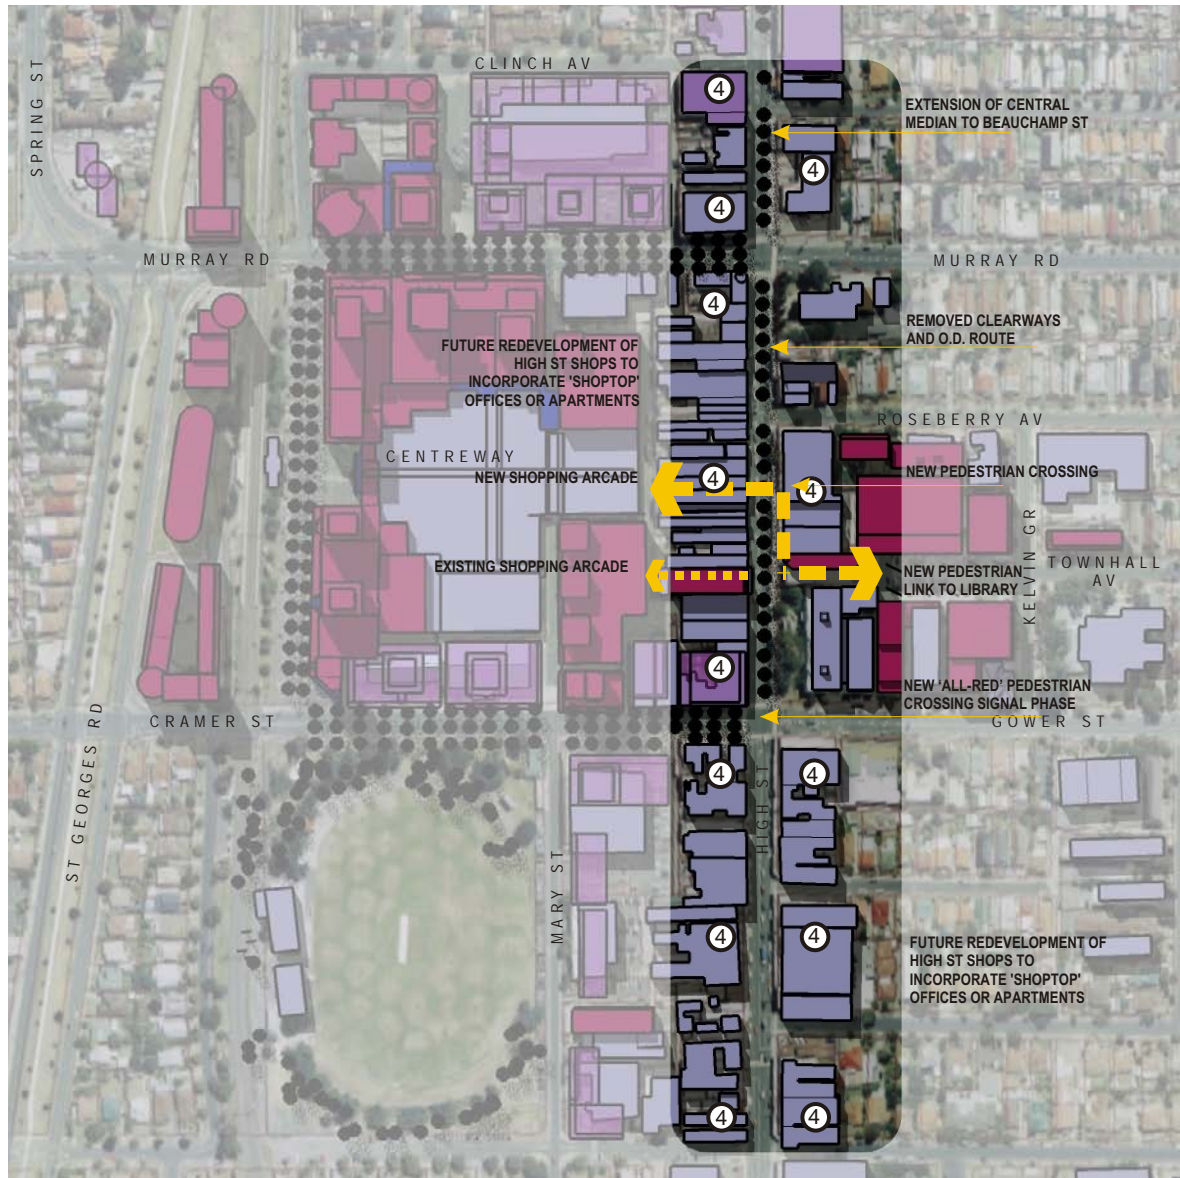 CLINCH AV
SPRING ST
4
EXTENSION OF CENTRAL
MEDIAN TO BEAUCHAMP ST
4
4
MURRAY RD
MURRAY RD
4
REMOVED CLEARWAYS
AND O.D. ROUTE
FUTURE REDEVELOPMENT OF
HIGH ST SHOPS TO
INCORPORATE 'SHOPTOP'
OFFICES OR APARTMENTS
ROSEBERRY AV
CENTREWAY
NEW SHOPPING ARCADE
4
4
NEW PEDESTRIAN CROSSING
KELVIN GR
EXISTING SHOPPING ARCADE
NEW PEDESTRIAN
LINK TO LIBRARY
TOWNHALL
AV
4
NEW ‘ALL-RED’ PEDESTRIAN
CROSSING SIGNAL PHASE
CRAMER ST
GOWER ST
ST GEORGES RD
4
4
HIGH ST
MARY ST
4
4
FUTURE REDEVELOPMENT OF
HIGH ST SHOPS TO
INCORPORATE 'SHOPTOP'
OFFICES OR APARTMENTS
4
4